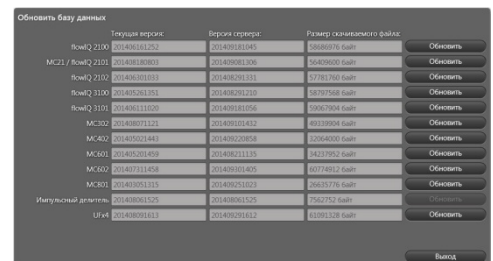 Обновить базу данных
Текущая версия: Версия сервера: Размер скачиваемого файла:
flowIQ 2100 201406161252 201409181045 58686976 байт Обновить
MC21 / flowIQ 2101 201408180803 201409081306 56409600 байт Обновить
flowIQ 2102 201406301033 201408291331 57781760 байт Обновить
flowIQ 3100 201405261351 201408291210 58797568 байт Обновить
flowIQ 3101 201406111020 201409181056 59067904 байт Обновить
MC302 201408071121 201409101432 49339904 байт Обновить
MC402 201405021443 201409220858 32064000 байт Обновить
MC601 201405201459 201408211135 34237952 байт Обновить
MC602 201407311458 201409301405 60774912 байт Обновить
MC801 201403051315 201409251023 26635776 байт Обновить
Импульсный делитель 201408061525 201408061525 7562752 байт Обновить
UFx4 201408091613 201409291612 61091328 байт Обновить
Выход